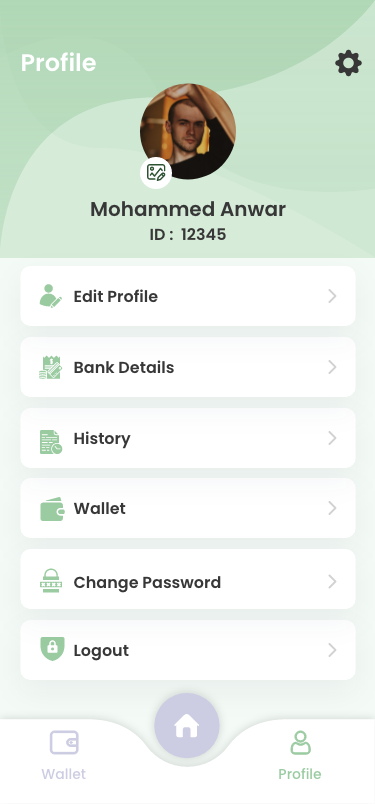 Profile
Mohammed Anwar
ID : 12345
Edit Profile
Bank Details
History
Wallet
Change Password
Logout
Wallet
Profile